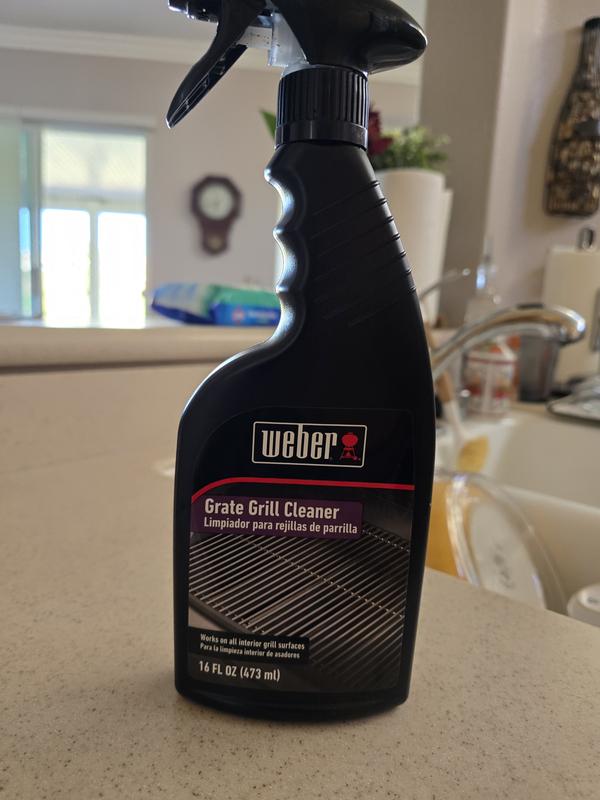 weber
Grate Grill Cleaner
Limpiador para rejillas de parrilla
Works on all interior grill surfaces
Para la limpieza interior de asadores
16 FL OZ (473 ml)